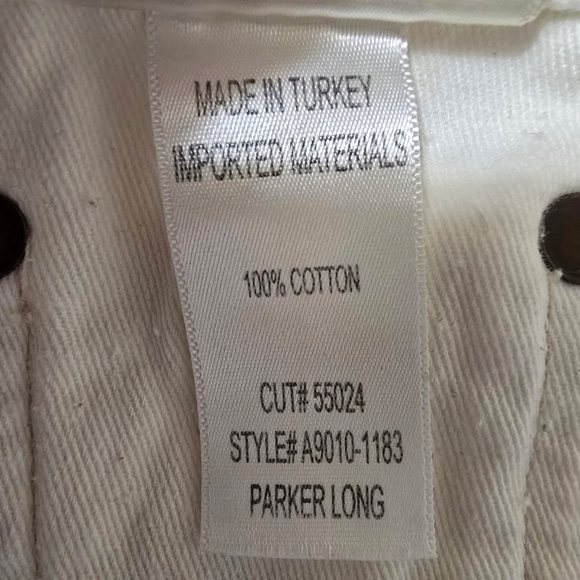 MADE IN TURKEY
IMPORTED MATERIALS
100% COTTON
CUT# 55024
STYLE# A9010-1183
PARKER LONG